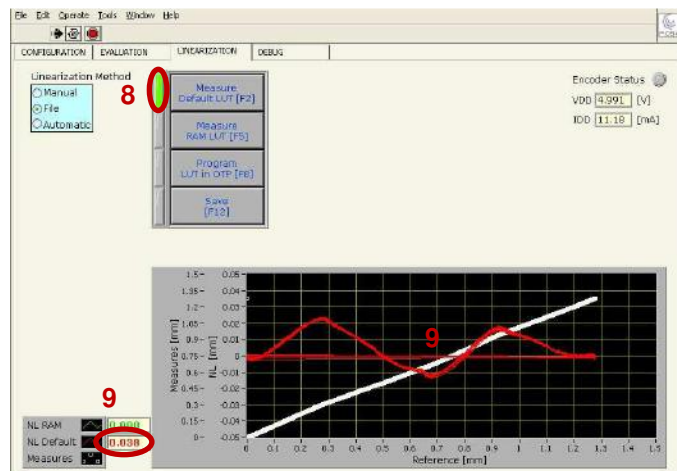 File Edit Operate Tools Window Help
CONFIGURATION EVALUATION LINEARIZATION DEBUG
Linearization Method
Manual
File
Automatic
8
Measure
Default LUT [F2]
Measure
RAM LUT [F5]
Program
LUT in OTP [F8]
Save
[F12]
Encoder Status
VDD 4.991 [V]
IDD 11.18 [mA]
1.5- 0.05-
1.35- 0.04-
1.2- 0.03-
1.05- 0.02-
0.9- 0.01-
0.75- 0-
0.6- -0.01-
0.45- -0.02-
0.3- -0.03-
0.15- -0.04-
0- -0.05-
Measures [mm]
NL [mm]
9
0 0.1 0.2 0.3 0.4 0.5 0.6 0.7 0.8 0.9 1 1.1 1.2 1.3 1.4 1.5
Reference [mm]
9
NL RAM 0.000
NL Default 0.038
Measures